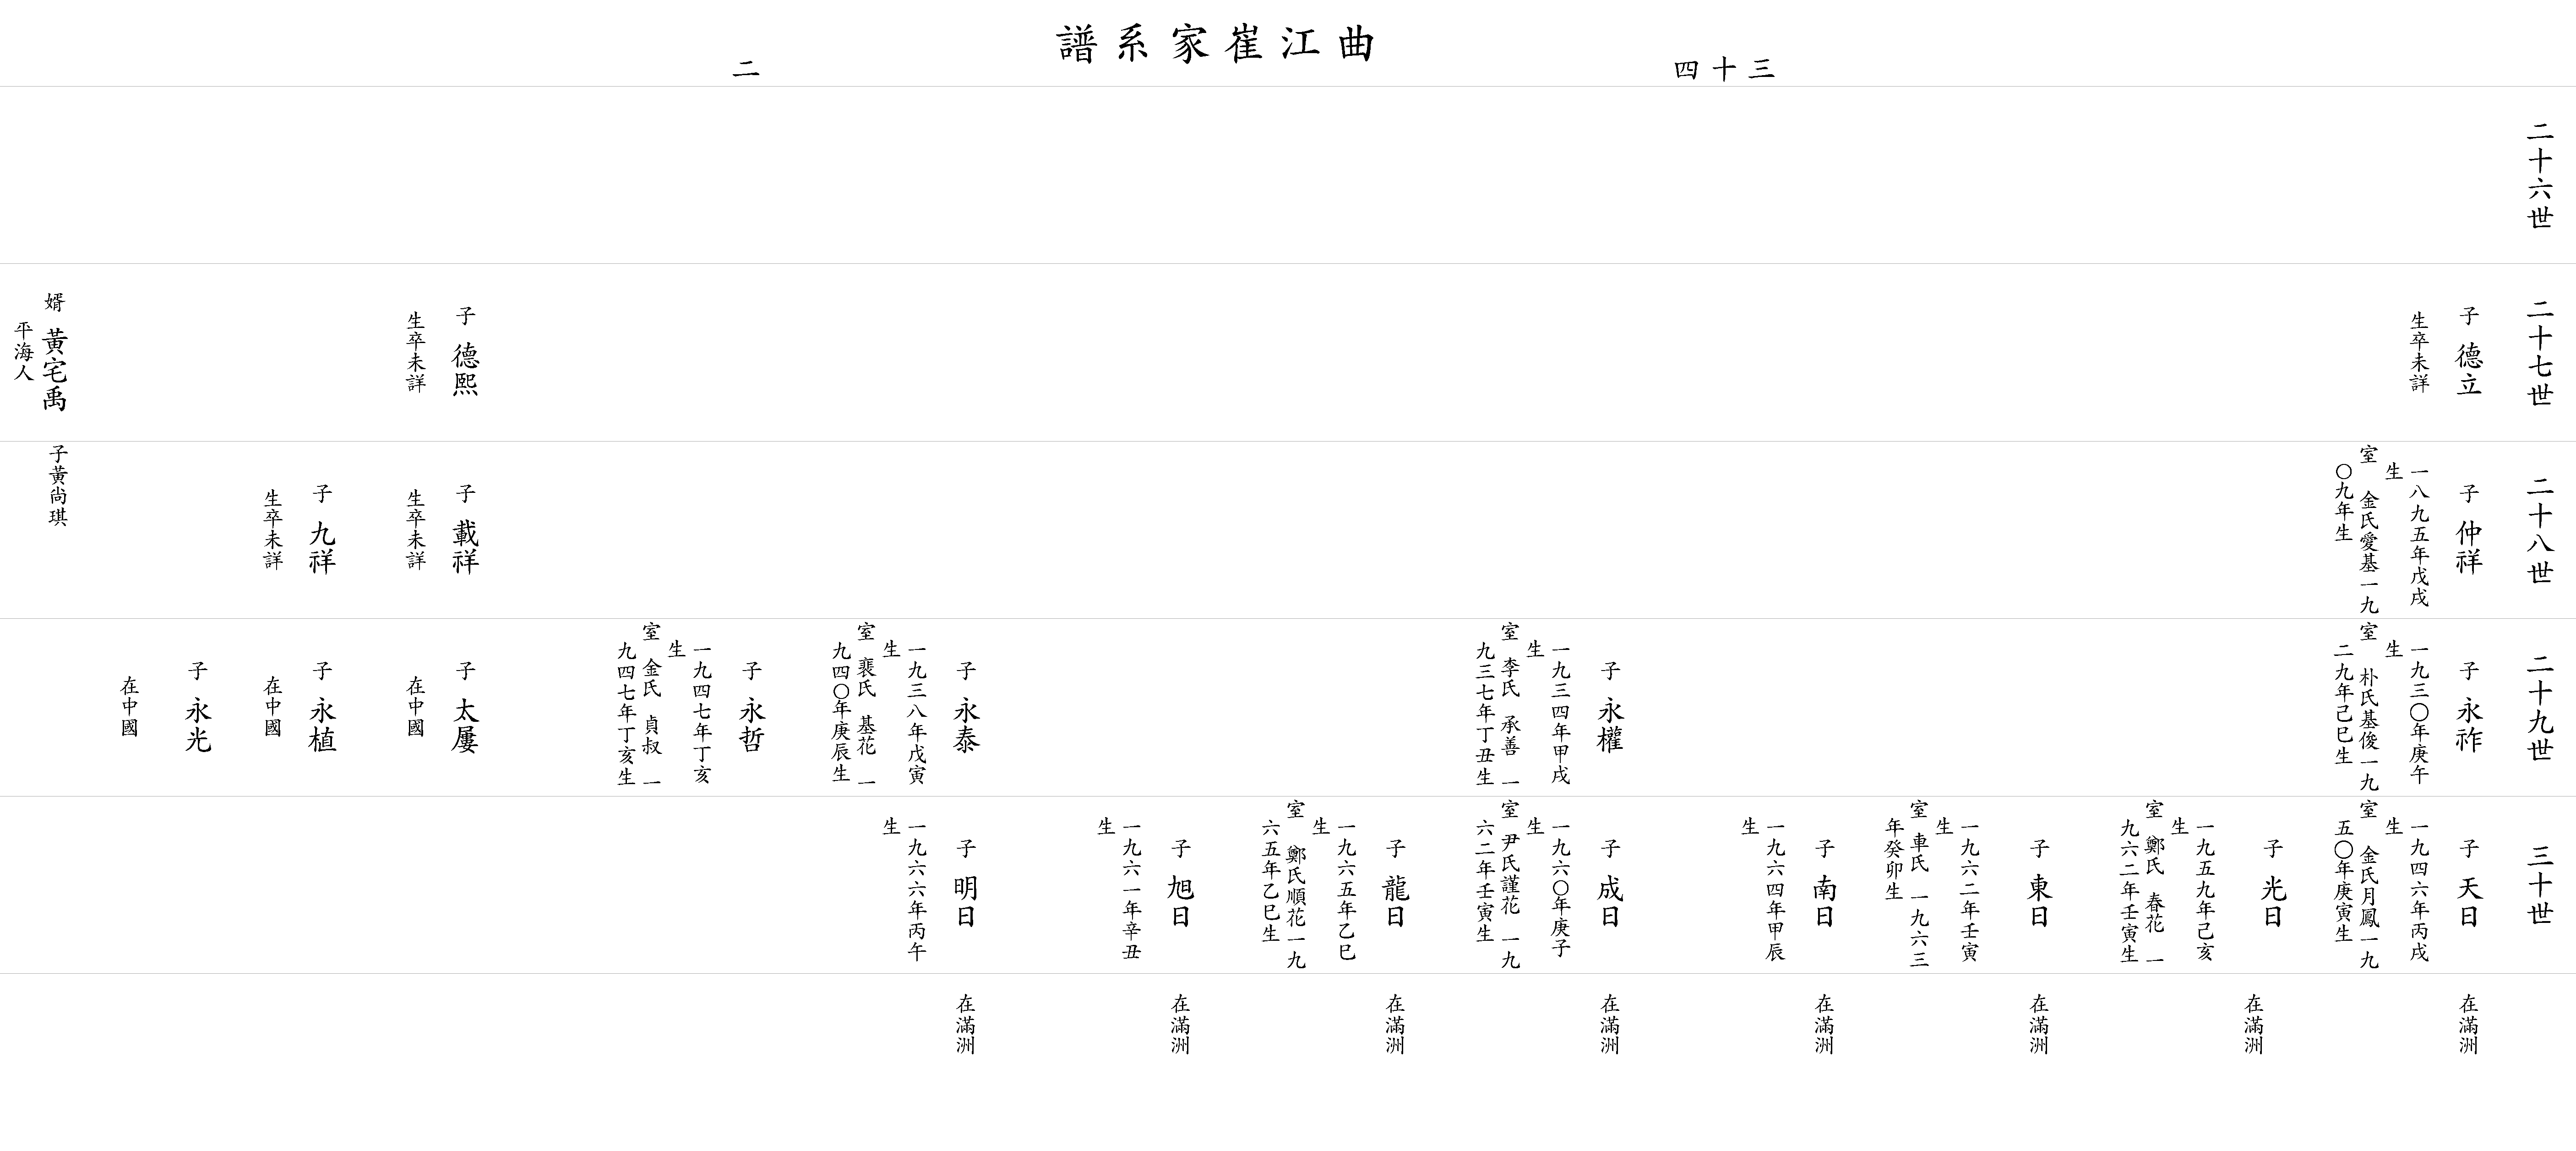 曲江崔家系譜
三十四
二
二十六世
二十七世
子 德立
生卒未詳
子 德熙
生卒未詳
婿 黃宅禹
平海人
二十八世
子 仲祥
一八九五年戊戌
生
室 金氏愛基一九
〇九年生
子 載祥
生卒未詳
子 九祥
生卒未詳
子黃尚琪
二十九世
子 永祚
一九三〇年庚午
生
室 朴氏基俊一九
二九年己巳生
子 永權
一九三四年甲戌
生
室 李氏 承善 一
九三七年丁丑生
子 永泰
一九三八年戊寅
生
室 裴氏 基花 一
九四〇年庚辰生
子 永哲
一九四七年丁亥
生
室 金氏 貞叔 一
九四七年丁亥生
子 太屢
在中國
子 永植
在中國
子 永光
在中國
三十世
子 天日
一九四六年丙戌
生
室 金氏月鳳一九
五〇年庚寅生
子 光日
一九五九年己亥
生
室 鄭氏 春花 一
九六二年壬寅生
子 東日
一九六二年壬寅
生
室 車氏 一九六三
年癸卯生
子 南日
一九六四年甲辰
生
子 成日
一九六〇年庚子
生
室 尹氏謹花 一九
六二年壬寅生
子 龍日
一九六五年乙巳
生
室 鄭氏順花一九
六五年乙巳生
子 旭日
一九六一年辛丑
生
子 明日
一九六六年丙午
生
在滿洲
在滿洲
在滿洲
在滿洲
在滿洲
在滿洲
在滿洲
在滿洲